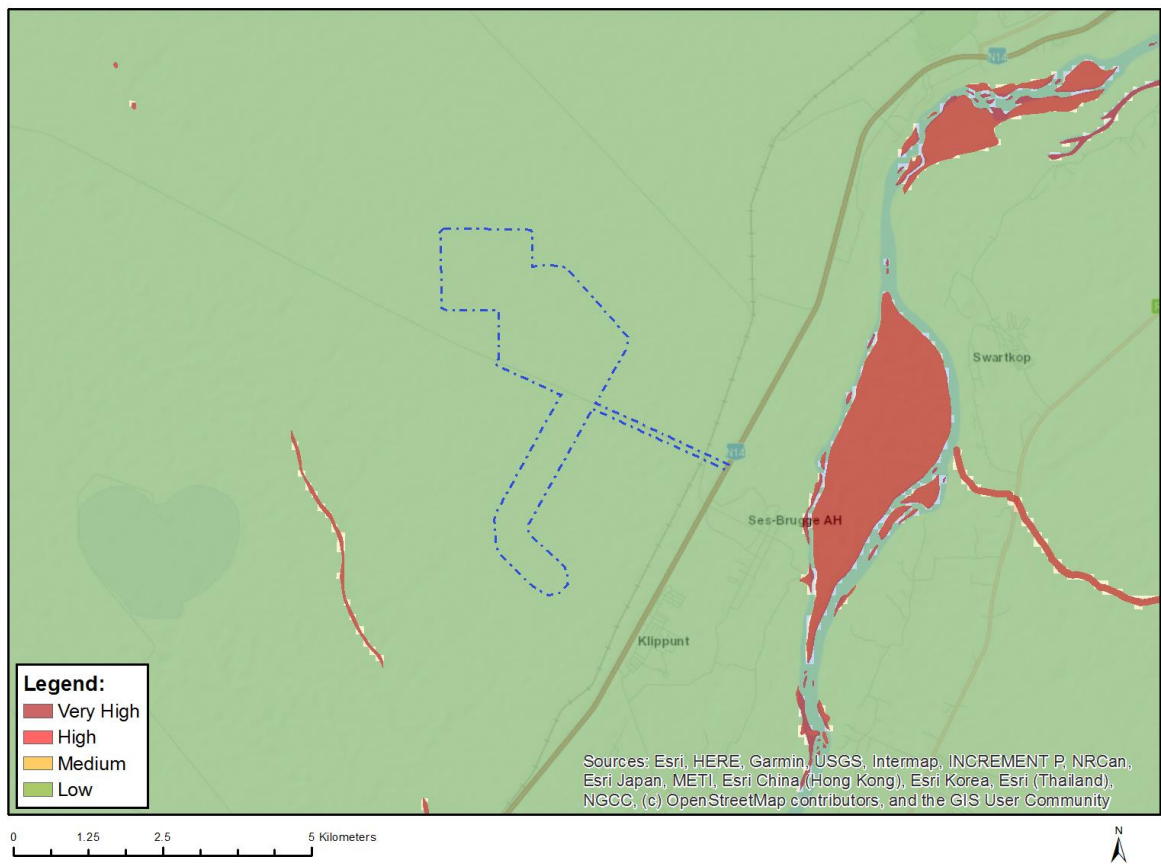 N14
Swartkop
N14
Ses-Brugge AH
Klippunt
Legend:
Very High
High
Medium
Low
Sources: Esri, HERE, Garmin, USGS, Intermap, INCREMENT P, NRCan,
Esri Japan, METI, Esri China (Hong Kong), Esri Korea, Esri (Thailand),
NGCC, (c) OpenStreetMap contributors, and the GIS User Community
0 1.25 2.5 5 Kilometers
N